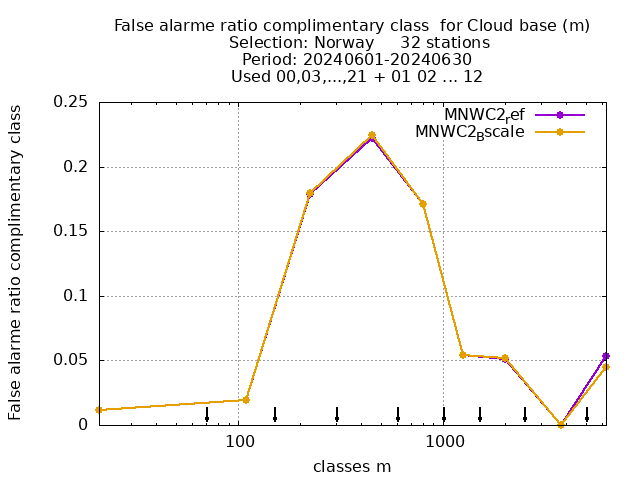 False alarme ratio complimentary class  for Cloud base (m)
Selection: Norway     32 stations
Period: 20240601-20240630
Used 00,03,...,21 + 01 02 ... 12
MNWC2ref
MNWC2Bscale
False alarme ratio complimentary class
0.25
0.2
0.15
0.1
0.05
0
100
1000
classes m